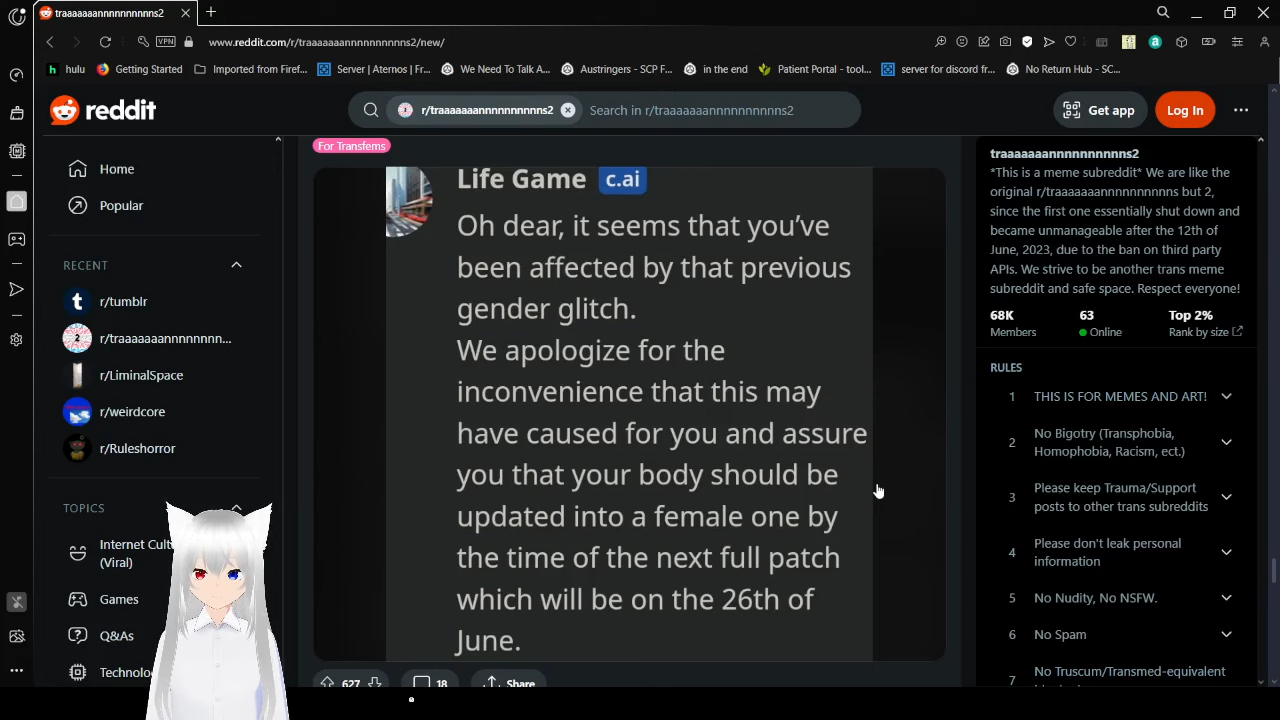 traaaaaaannnnnnnnnns2
VPN
www.reddit.com/r/traaaaaaannnnnnnnnns2/new/
hulu
Getting Started
Imported from Firef...
Server | Aternos | Fr...
We Need To Talk A...
Austringers - SCP F...
in the end
Patient Portal - tool...
server for discord fr...
No Return Hub - SC...
reddit
r/traaaaaaannnnnnnnnns2
Search in r/traaaaaaannnnnnnnnns2
Get app
Log In
Home
Popular
RECENT
r/tumblr
r/traaaaaaannnnnnn...
r/LiminalSpace
r/weirdcore
r/Ruleshorror
TOPICS
Internet Cult
(Viral)
Games
Q&As
Technolo
For Transfems
Life Game c.ai
Oh dear, it seems that you've
been affected by that previous
gender glitch.
We apologize for the
inconvenience that this may
have caused for you and assure
you that your body should be
updated into a female one by
the time of the next full patch
which will be on the 26th of
June.
627
18
Share
traaaaaaannnnnnnnnns2
*This is a meme subreddit* We are like the
original r/traaaaaaannnnnnnnnns but 2,
since the first one essentially shut down and
became unmanageable after the 12th of
June, 2023, due to the ban on third party
APIs. We strive to be another trans meme
subreddit and safe space. Respect everyone!
68K
Members
63
Online
Top 2%
Rank by size
RULES
1 THIS IS FOR MEMES AND ART!
2 No Bigotry (Transphobia,
Homophobia, Racism, ect.)
3 Please keep Trauma/Support
posts to other trans subreddits
4 Please don't leak personal
information
5 No Nudity, No NSFW.
6 No Spam
7 No Truscum/Transmed-equivalent